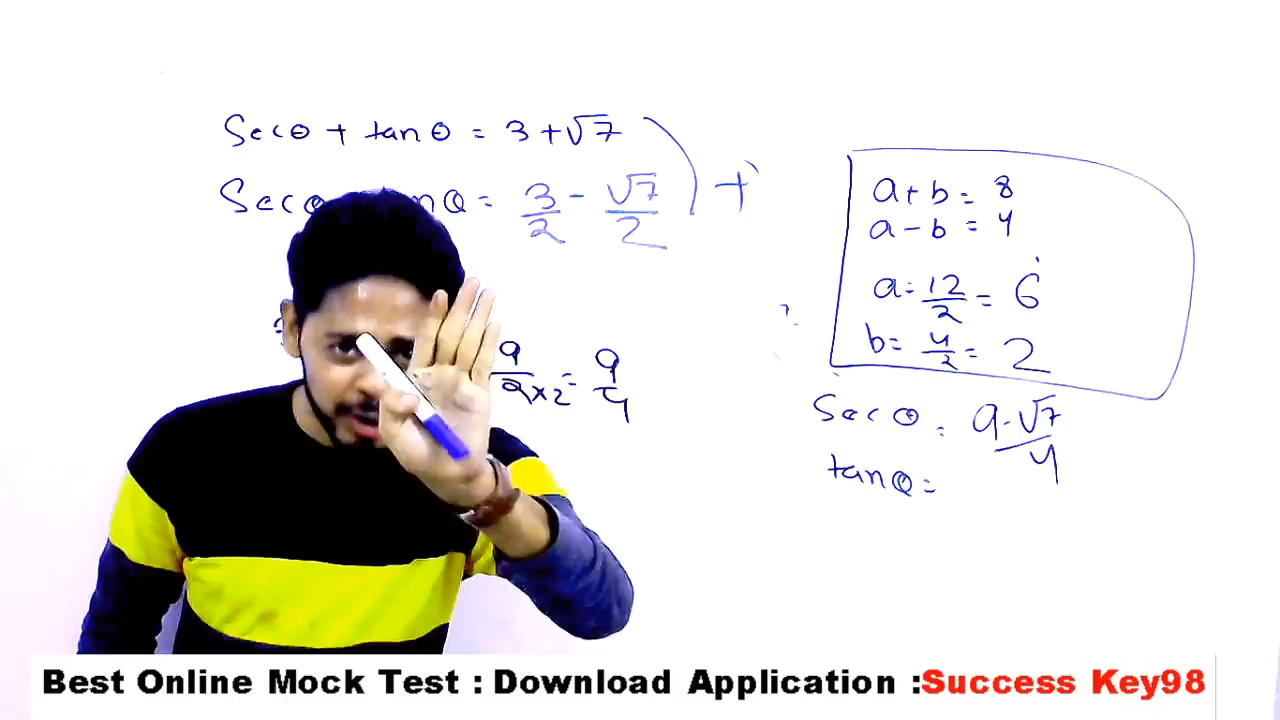 Secθ + tanθ = 3 + √7
Secθ = 3/2 - √7/2
+
9/(2×2) = 9/4
a + b = 8
a - b = 4
a = 12/2 = 6
b = 4/2 = 2
Secθ = 9-√7/4
tanθ =
Best Online Mock Test : Download Application :Success Key98